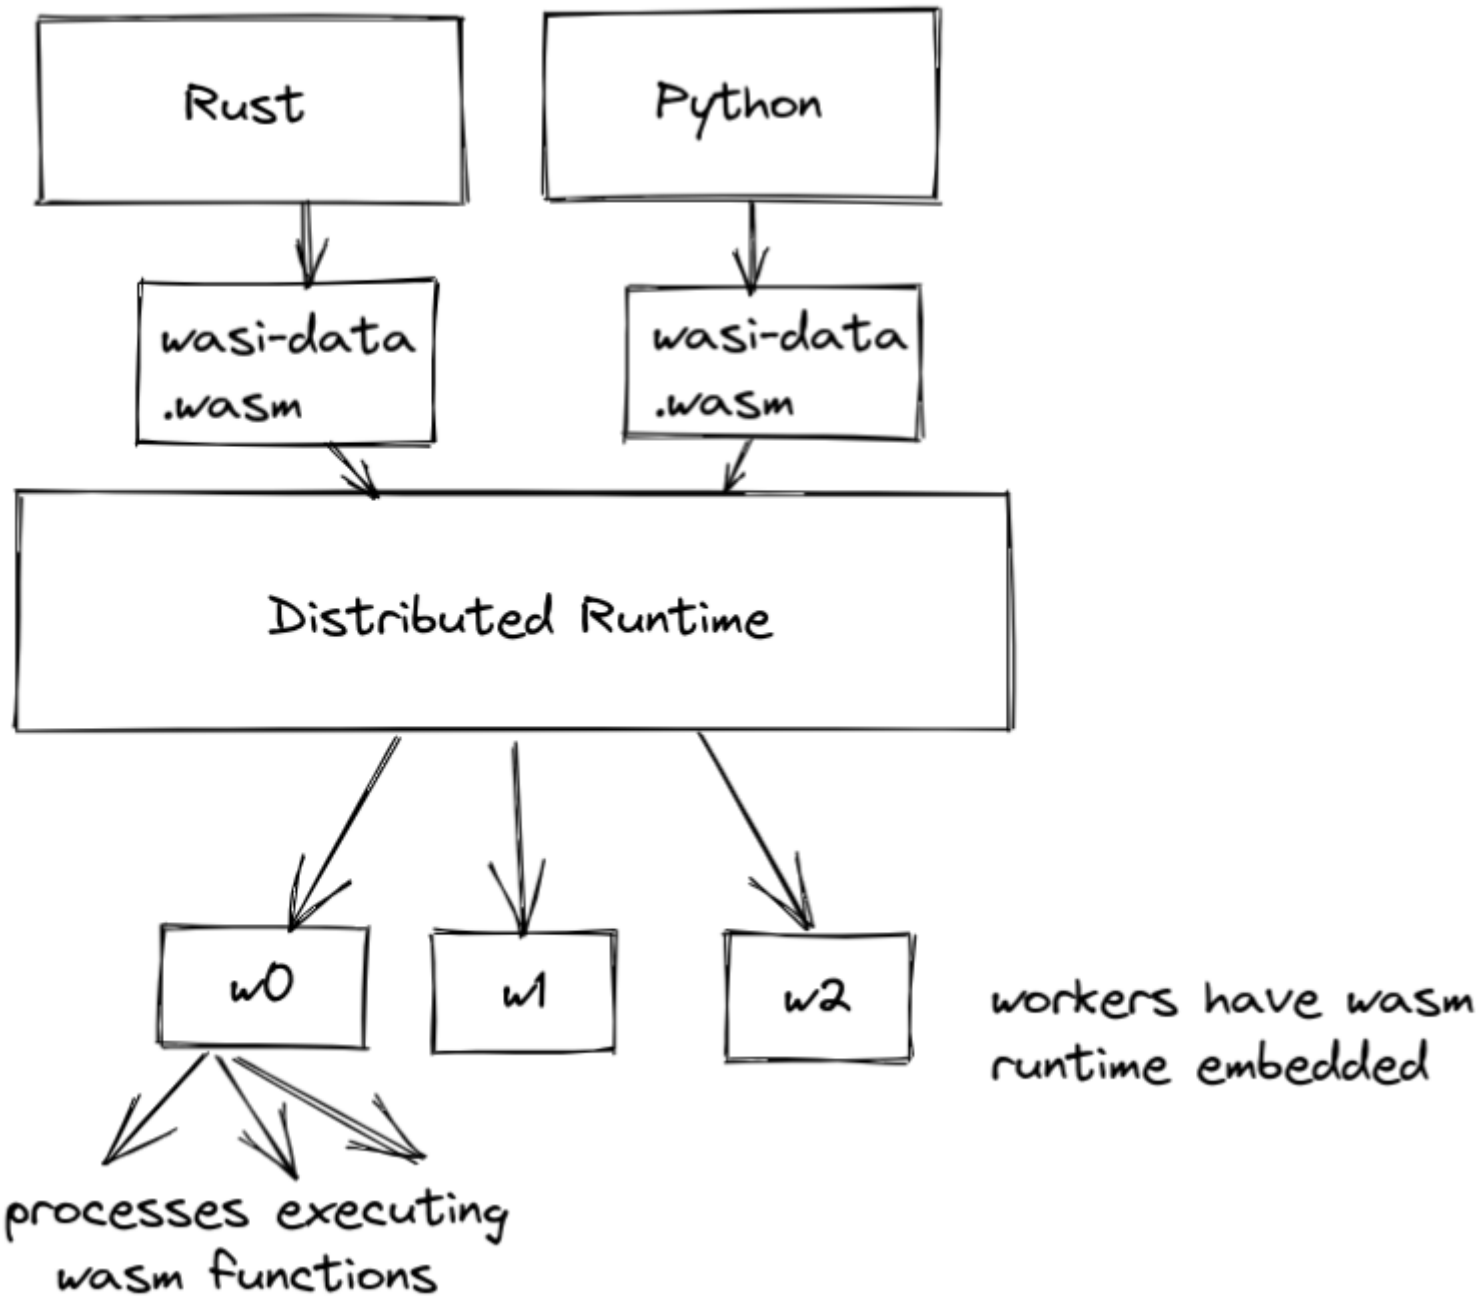 Rust
Python
wasi-data
.wasm
wasi-data
.wasm
Distributed Runtime
w0
w1
w2
workers have wasm
runtime embedded
processes executing
wasm functions